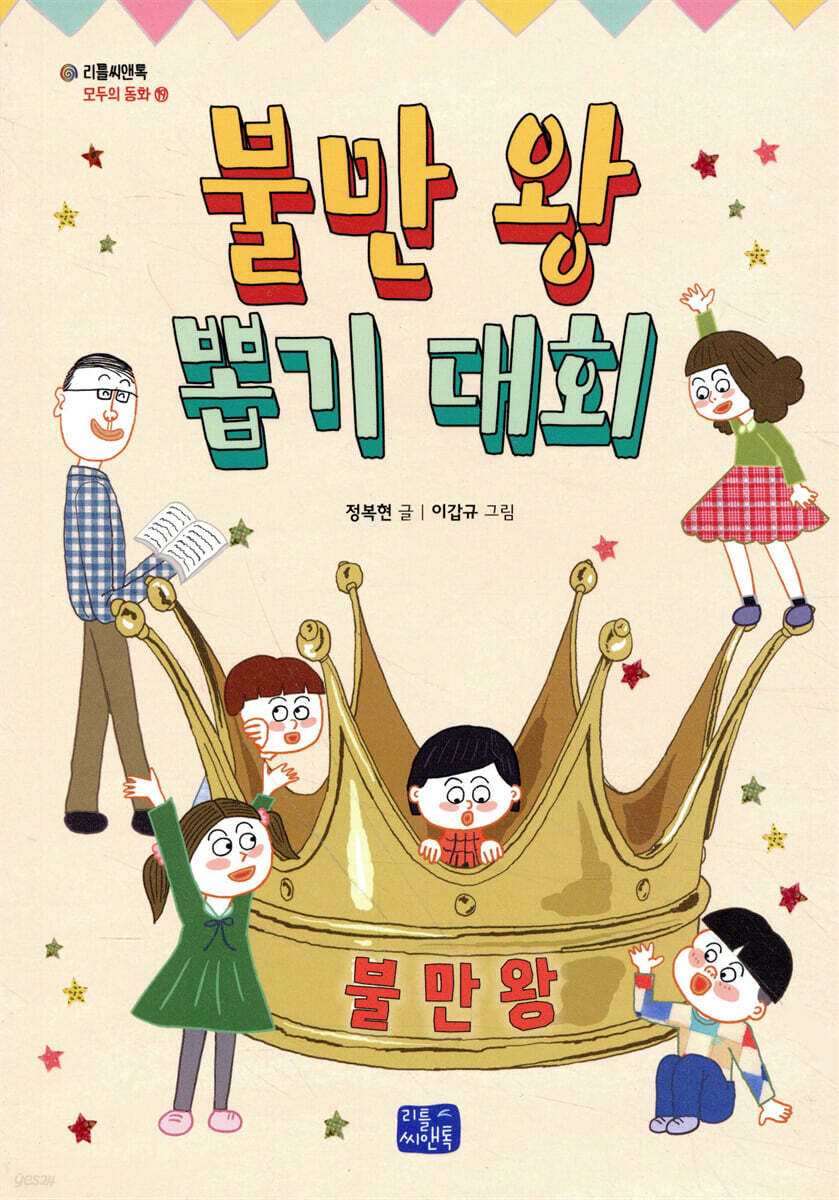 리틀씨앤톡
모두의 동화 19
불만 왕
뽑기 대회
정복현 글 | 이갑규 그림
불만왕
리틀
씨앤톡
yes24